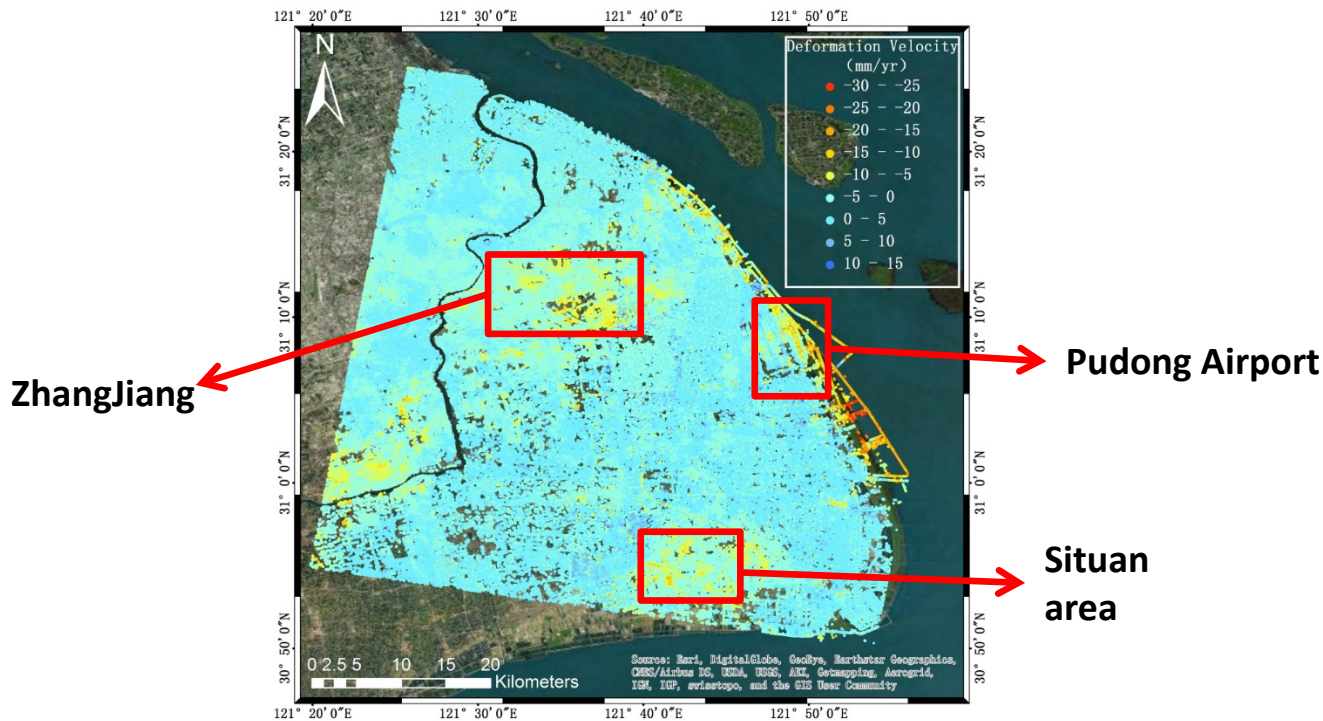 121° 20′ 0″E 121° 30′ 0″E 121° 40′ 0″E 121° 50′ 0″E
N
Deformation Velocity
(mm/yr)
-30 - -25
-25 - -20
-20 - -15
-15 - -10
-10 - -5
-5 - 0
0 - 5
5 - 10
10 - 15
31° 20′ 0″N
31° 20′ 0″N
31° 10′ 0″N
31° 10′ 0″N
ZhangJiang
Pudong Airport
31° 0′ 0″N
31° 0′ 0″N
Situan
area
30° 50′ 0″N
30° 50′ 0″N
0 2.5 5 10 15 20
Kilometers
Source: Esri, DigitalGlobe, GeoEye, Earthstar Geographics,
CNES/Airbus DS, USDA, USGS, AEX, Getmapping, Aerogrid,
IGN, IGP, swisstopo, and the GIS User Community
121° 20′ 0″E 121° 30′ 0″E 121° 40′ 0″E 121° 50′ 0″E